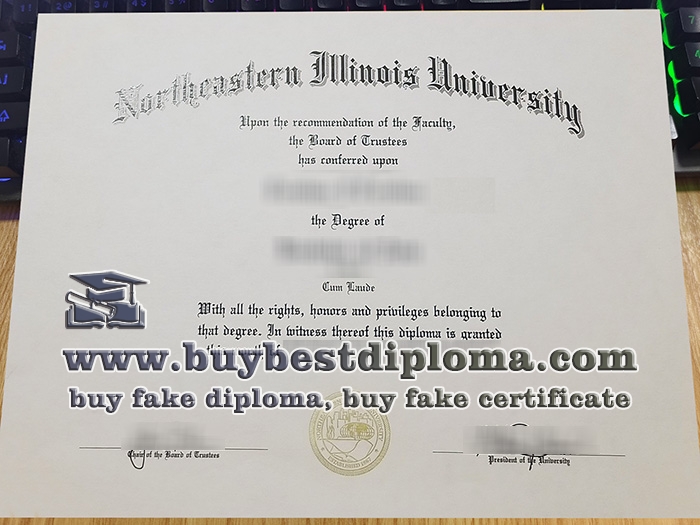 Northeastern Illinois University
Upon the recommendation of the Faculty,
the Board of Trustees
has conferred upon
the Degree of
Cum Laude
With all the rights, honors and privileges belonging to
that degree. In witness thereof this diploma is granted
www.buybestdiploma.com
buy fake diploma, buy fake certificate
Chair of the Board of Trustees
President of the University